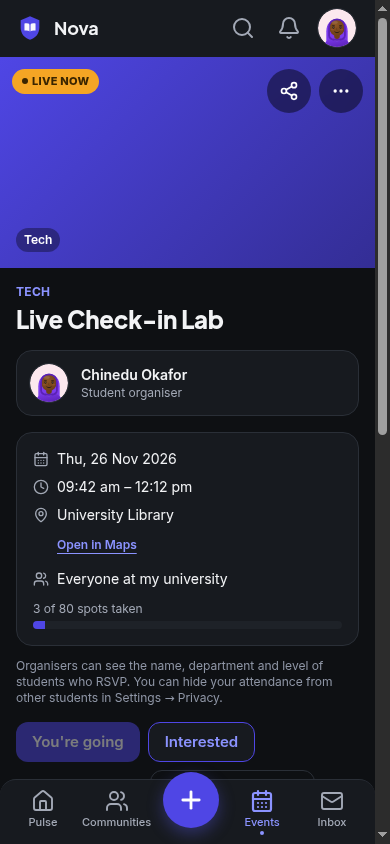 Nova
LIVE NOW
Tech
TECH
Live Check-in Lab
Chinedu Okafor
Student organiser
Thu, 26 Nov 2026
09:42 am – 12:12 pm
University Library
Open in Maps
Everyone at my university
3 of 80 spots taken
Organisers can see the name, department and level of
students who RSVP. You can hide your attendance from
other students in Settings → Privacy.
You're going
Interested
Pulse
Communities
Events
Inbox